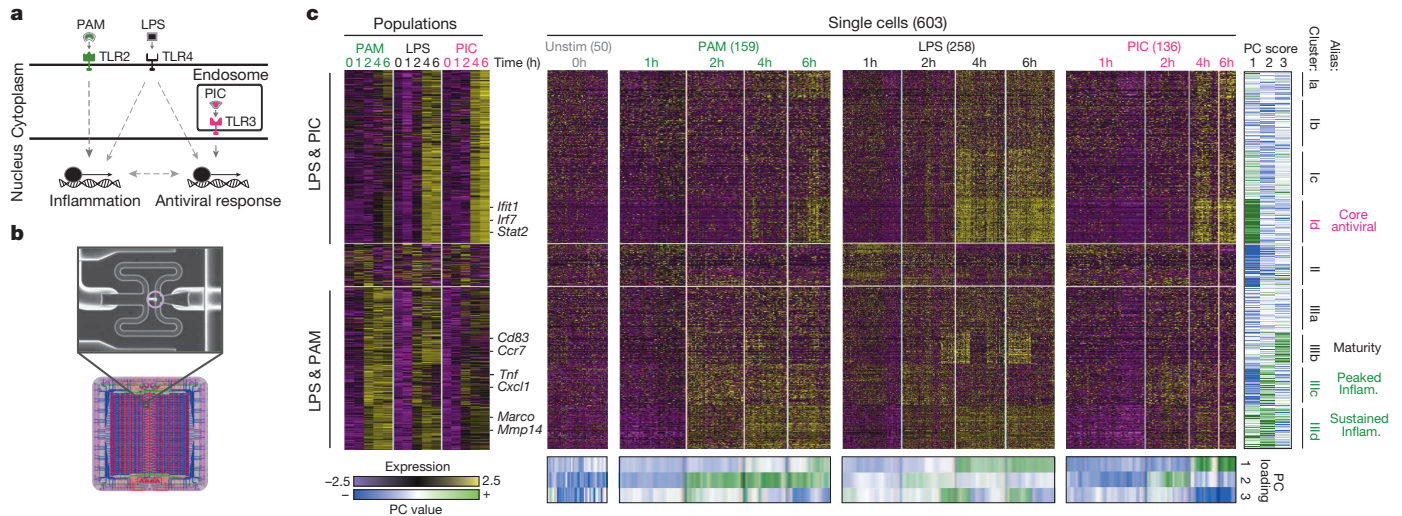 a
PAM
LPS
TLR2
TLR4
Endosome
PIC
TLR3
Cytoplasm
Nucleus
Inflammation
Antiviral response
b
c
Populations
PAM LPS PIC
0 1 2 4 6 0 1 2 4 6 0 1 2 4 6 Time (h)
LPS & PIC
LPS & PAM
Ifit1
Irf7
Stat2
Cd83
Ccr7
Tnf
Cxcl1
Marco
Mmp14
Expression
−2.5 2.5
− +
PC value
Single cells (603)
Unstim (50) PAM (159) LPS (258) PIC (136)
0h 1h 2h 4h 6h 1h 2h 4h 6h 1h 2h 4h 6h
PC score
1 2 3
Cluster:
Alias:
Ia
Ib
Ic
Id
Core
antiviral
II
IIIa
IIIb
Maturity
IIIc
Peaked
Inflam.
IIId
Sustained
Inflam.
1
2
3
PC
loading